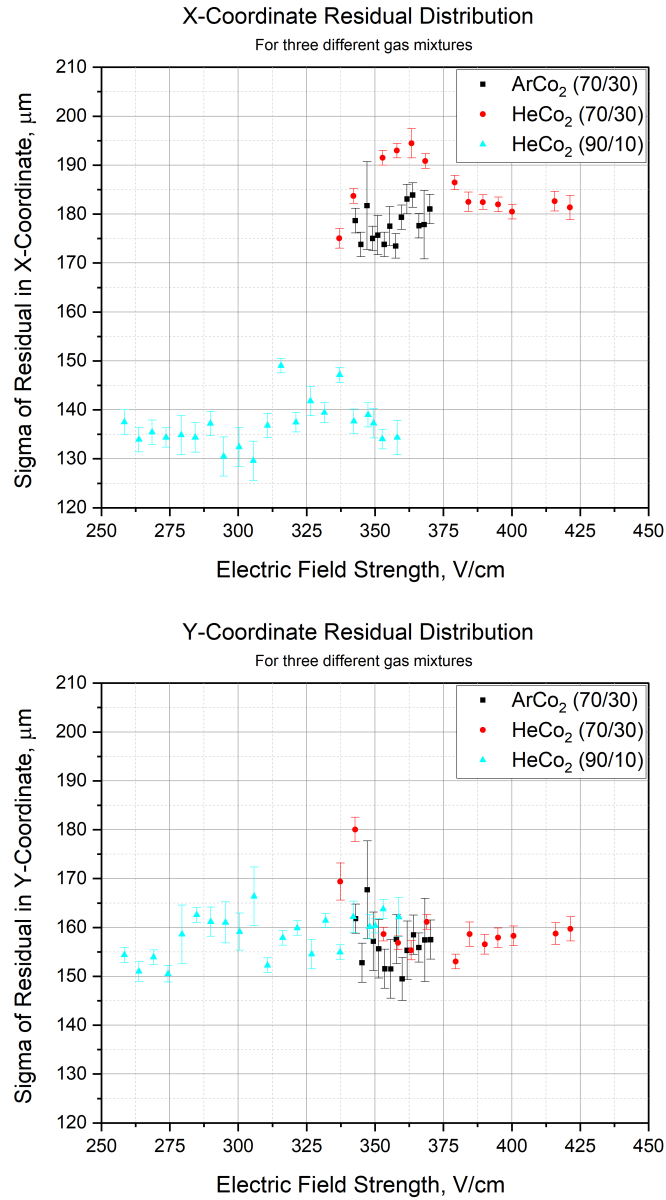 X-Coordinate Residual Distribution
For three different gas mixtures
Sigma of Residual in X-Coordinate, μm
210
200
190
180
170
160
150
140
130
120
ArCo₂ (70/30)
HeCo₂ (70/30)
HeCo₂ (90/10)
250 275 300 325 350 375 400 425 450
Electric Field Strength, V/cm
Y-Coordinate Residual Distribution
For three different gas mixtures
Sigma of Residual in Y-Coordinate, μm
210
200
190
180
170
160
150
140
130
120
ArCo₂ (70/30)
HeCo₂ (70/30)
HeCo₂ (90/10)
250 275 300 325 350 375 400 425 450
Electric Field Strength, V/cm